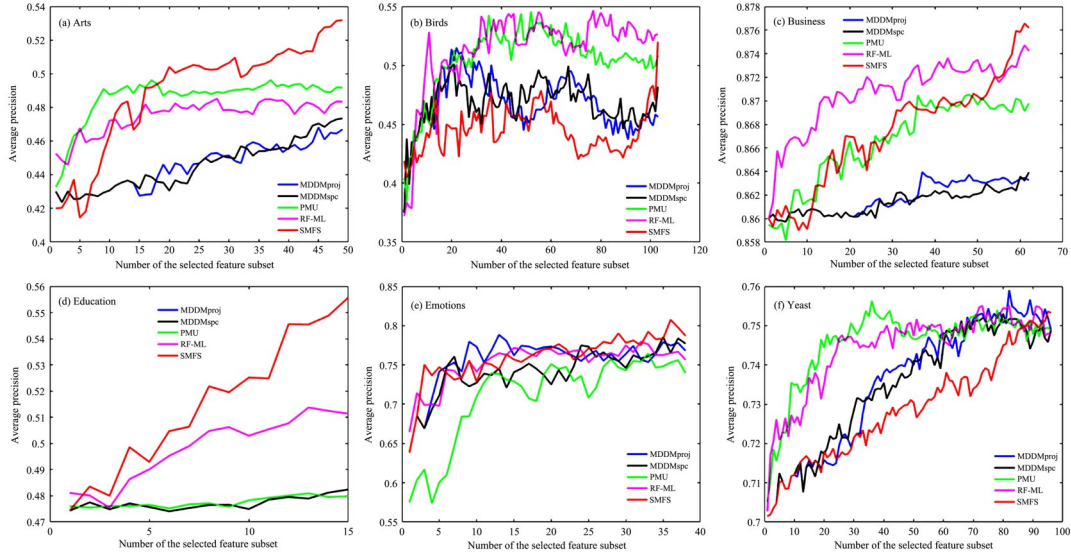 (a) Arts
Average precision
0.54
0.52
0.5
0.48
0.46
0.44
0.42
0.4
0 5 10 15 20 25 30 35 40 45 50
Number of the selected feature subset
MDDMproj
MDDMspc
PMU
RF-ML
SMFS
(b) Birds
Average precision
0.55
0.5
0.45
0.4
0.35
0 20 40 60 80 100 120
Number of the selected feature subset
MDDMproj
MDDMspc
PMU
RF-ML
SMFS
(c) Business
Average precision
0.878
0.876
0.874
0.872
0.87
0.868
0.866
0.864
0.862
0.86
0.858
0 10 20 30 40 50 60 70
Number of the selected feature subset
MDDMproj
MDDMspc
PMU
RF-ML
SMFS
(d) Education
Average precision
0.56
0.55
0.54
0.53
0.52
0.51
0.5
0.49
0.48
0.47
0 5 10 15
Number of the selected feature subset
MDDMproj
MDDMspc
PMU
RF-ML
SMFS
(e) Emotions
Average precision
0.85
0.8
0.75
0.7
0.65
0.6
0.55
0 5 10 15 20 25 30 35 40
Number of the selected feature subset
MDDMproj
MDDMspc
PMU
RF-ML
SMFS
(f) Yeast
Average precision
0.76
0.75
0.74
0.73
0.72
0.71
0.7
0 10 20 30 40 50 60 70 80 90 100
Number of the selected feature subset
MDDMproj
MDDMspc
PMU
RF-ML
SMFS